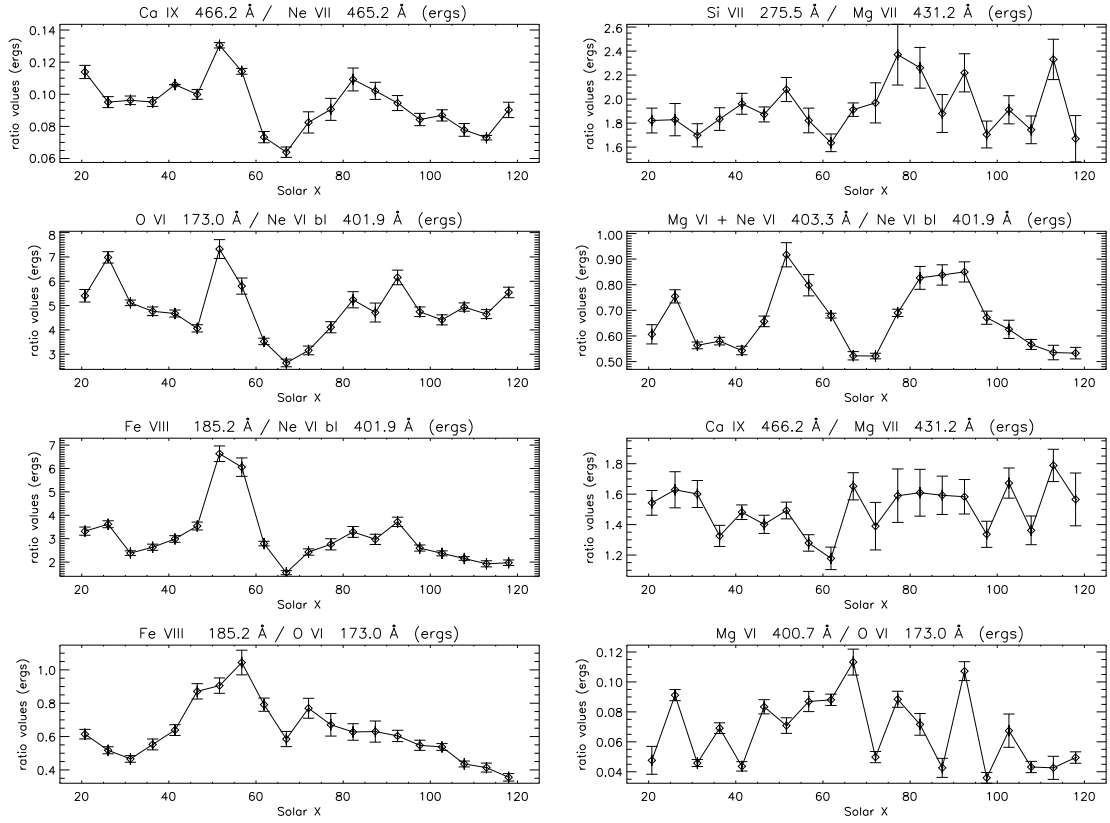 Ca IX 466.2 Å / Ne VII 465.2 Å (ergs)
ratio values (ergs)
0.14
0.12
0.10
0.08
0.06
20 40 60 80 100 120
Solar X
Si VII 275.5 Å / Mg VII 431.2 Å (ergs)
ratio values (ergs)
2.6
2.4
2.2
2.0
1.8
1.6
20 40 60 80 100 120
Solar X
O VI 173.0 Å / Ne VI bl 401.9 Å (ergs)
ratio values (ergs)
8
7
6
5
4
3
20 40 60 80 100 120
Solar X
Mg VI + Ne VI 403.3 Å / Ne VI bl 401.9 Å (ergs)
ratio values (ergs)
1.00
0.90
0.80
0.70
0.60
0.50
20 40 60 80 100 120
Solar X
Fe VIII 185.2 Å / Ne VI bl 401.9 Å (ergs)
ratio values (ergs)
7
6
5
4
3
2
20 40 60 80 100 120
Solar X
Ca IX 466.2 Å / Mg VII 431.2 Å (ergs)
ratio values (ergs)
1.8
1.6
1.4
1.2
20 40 60 80 100 120
Solar X
Fe VIII 185.2 Å / O VI 173.0 Å (ergs)
ratio values (ergs)
1.0
0.8
0.6
0.4
20 40 60 80 100 120
Solar X
Mg VI 400.7 Å / O VI 173.0 Å (ergs)
ratio values (ergs)
0.12
0.10
0.08
0.06
0.04
20 40 60 80 100 120
Solar X